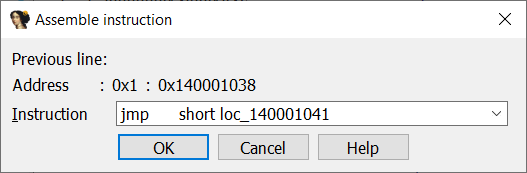 Assemble instruction
Previous line:
Address : 0x1 : 0x140001038
Instruction jmp short loc_140001041
OK Cancel Help